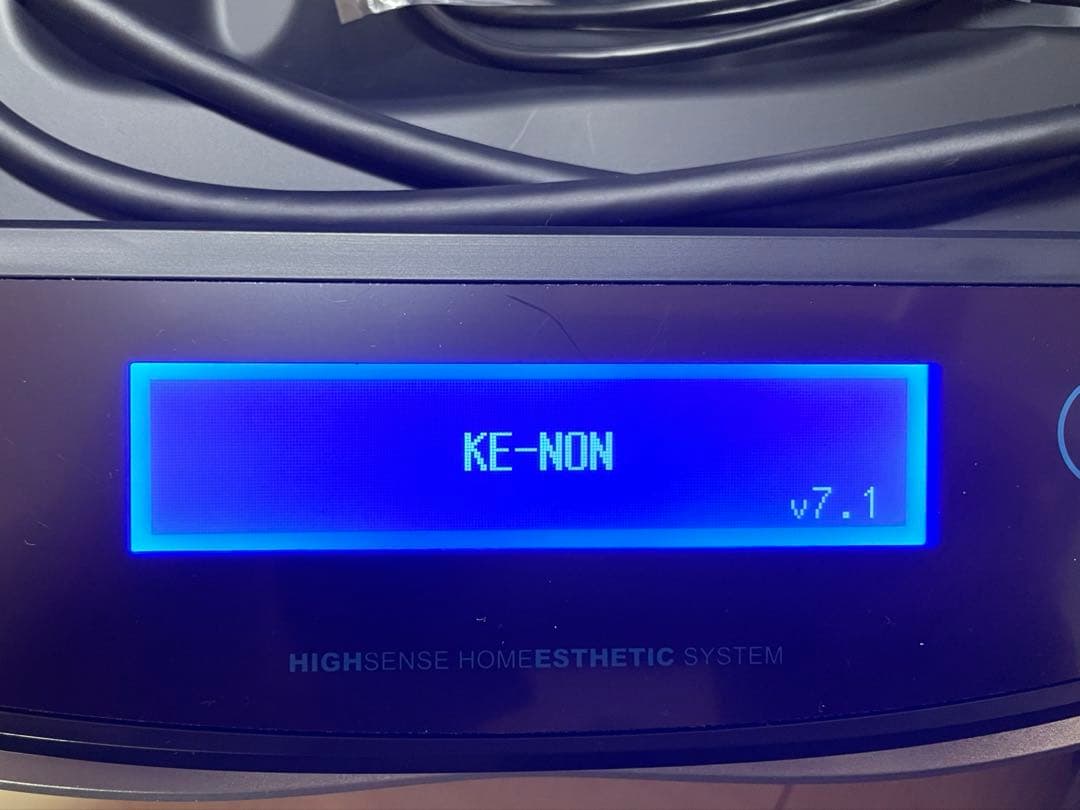 KE-NON
v7.1
HIGHSENSE HOMEESTHETIC SYSTEM